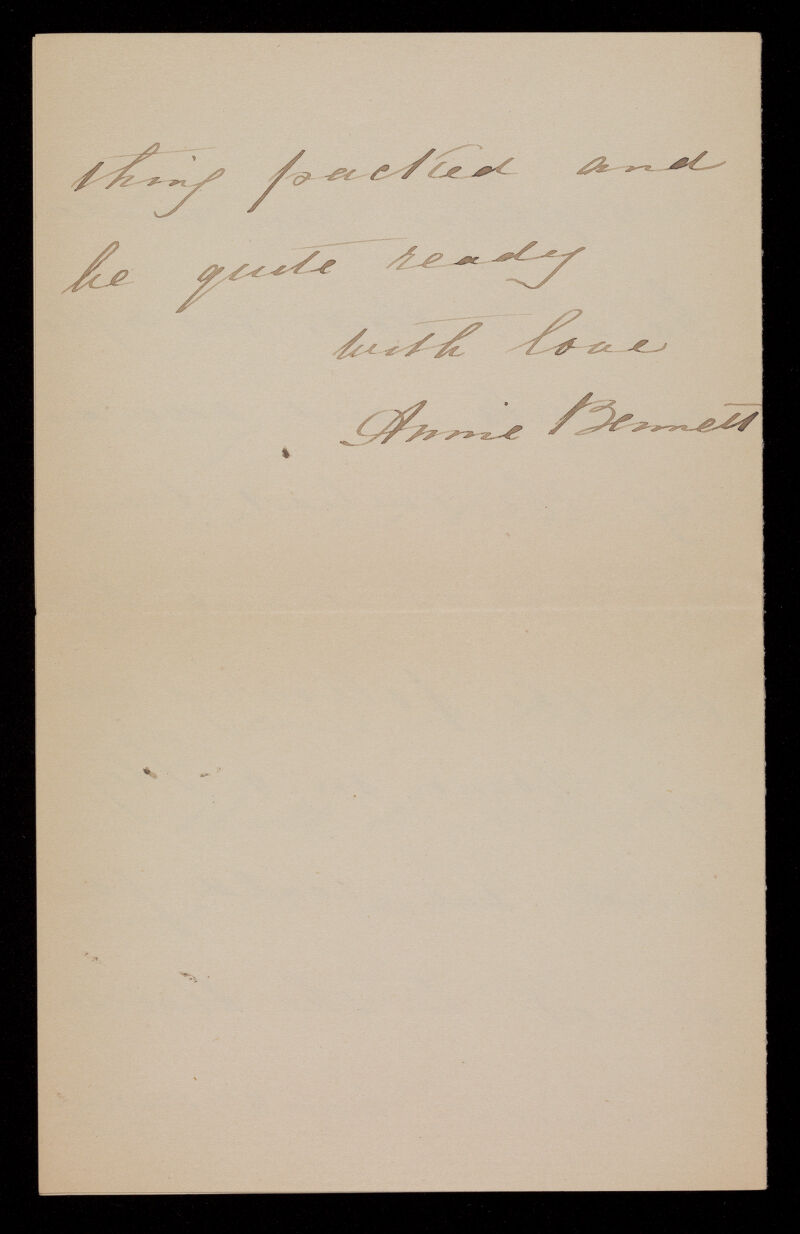 thing packed and
be quite ready
with love
Annie Bennett